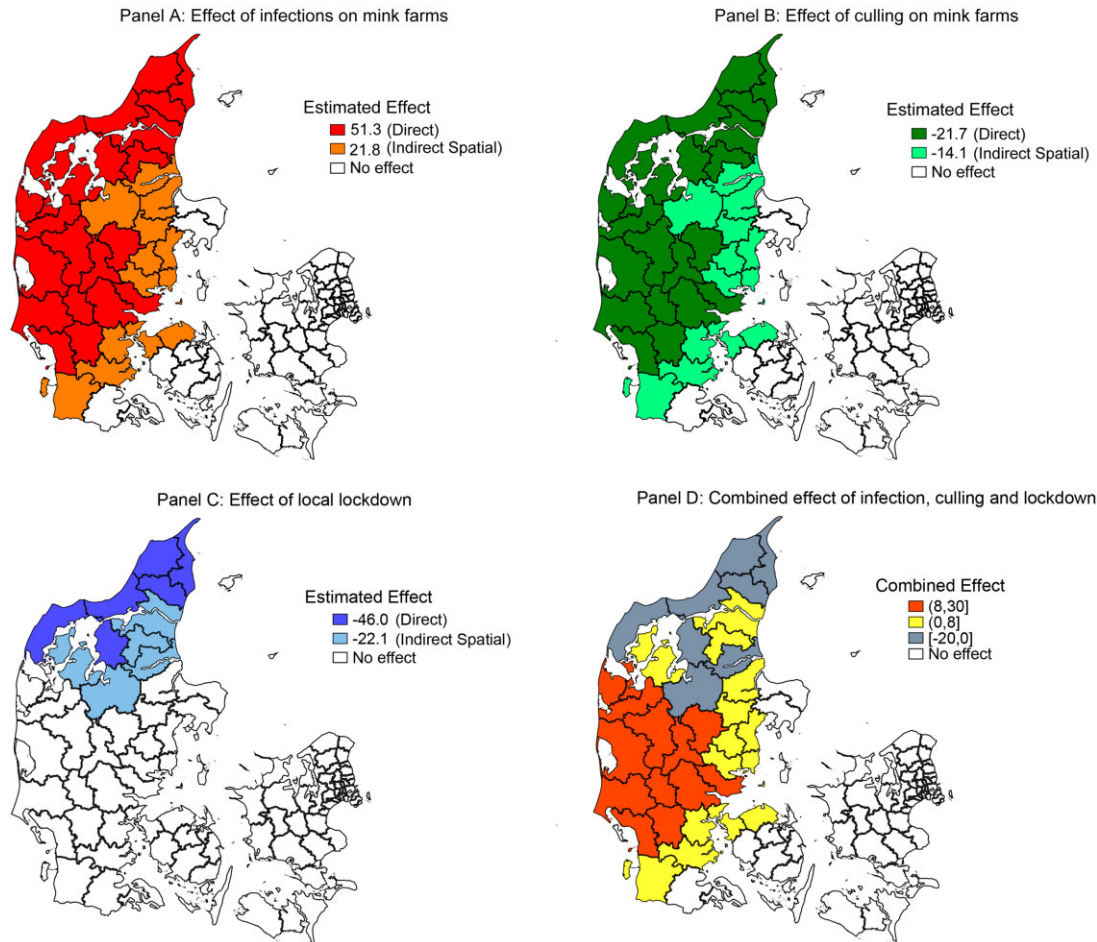 Panel A: Effect of infections on mink farms
Estimated Effect
51.3 (Direct)
21.8 (Indirect Spatial)
No effect
Panel B: Effect of culling on mink farms
Estimated Effect
-21.7 (Direct)
-14.1 (Indirect Spatial)
No effect
Panel C: Effect of local lockdown
Estimated Effect
-46.0 (Direct)
-22.1 (Indirect Spatial)
No effect
Panel D: Combined effect of infection, culling and lockdown
Combined Effect
(8,30]
(0,8]
[-20,0]
No effect